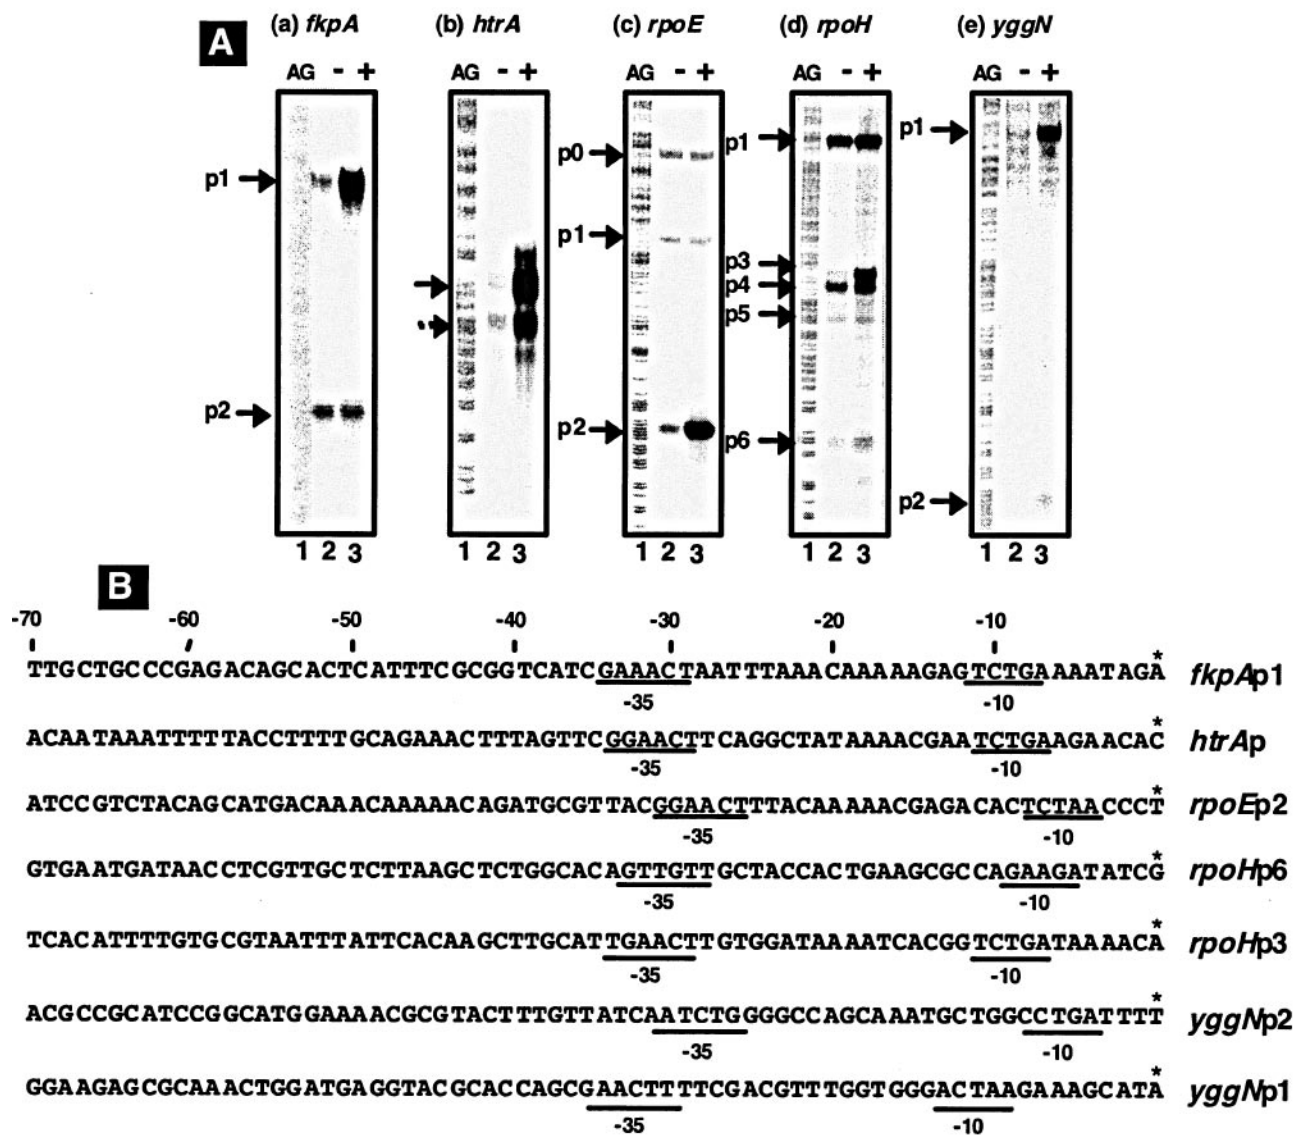 A
(a) fkpA (b) htrA (c) rpoE (d) rpoH (e) yggN
AG - + AG - + AG - + AG - + AG - +
p1
p2
p0
p1
p2
p1
p3
p4
p5
p6
p1
p2
1 2 3 1 2 3 1 2 3 1 2 3 1 2 3
B
-70 -60 -50 -40 -30 -20 -10
*
TTGCTGCCCGAGACAGCACTCATTTCGCGGTCATCGAAACTAATTTAAACAAAAAGAGTCTGAAAATAGA fkpAp1
-35 -10
*
ACAATAAATTTTTACCTTTTGCAGAAACTTTAGTTCGGAACTTCAGGCTATAAAACGAATCTGAAGAACAC htrAp
-35 -10
*
ATCCGTCTACAGCATGACAAACAAAAACAGATGCGTTACGGAACTTTACAAAAACGAGACACTCTAACCCT rpoEp2
-35 -10
*
GTGAATGATAACCTCGTTGCTCTTAAGCTCTGGCACAGTTGTTGCTACCACTGAAGCGCCAGAAGATATCG rpoHp6
-35 -10
*
TCACATTTTGTGCGTAATTTATTCACAAGCTTGCATTGAACTTGTGGATAAAATCACGGTCTGATAAAACA rpoHp3
-35 -10
*
ACGCCGCATCCGGCATGGAAAACGCGTACTTTGTTATCAATCTGGGGCCAGCAAATGCTGGCCTGATTTT yggNp2
-35 -10
*
GGAAGAGCGCAAACTGGATGAGGTACGCACCAGCGAACTTTTCGACGTTTGGTGGGACTAAGAAAGCATA yggNp1
-35 -10